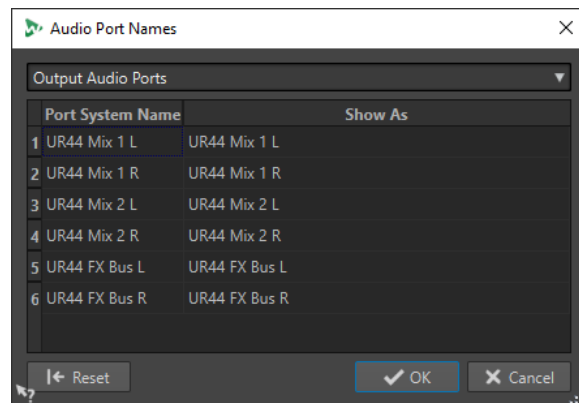 Audio Port Names
Output Audio Ports
Port System Name Show As
1 UR44 Mix 1 L UR44 Mix 1 L
2 UR44 Mix 1 R UR44 Mix 1 R
3 UR44 Mix 2 L UR44 Mix 2 L
4 UR44 Mix 2 R UR44 Mix 2 R
5 UR44 FX Bus L UR44 FX Bus L
6 UR44 FX Bus R UR44 FX Bus R
Reset OK Cancel
?